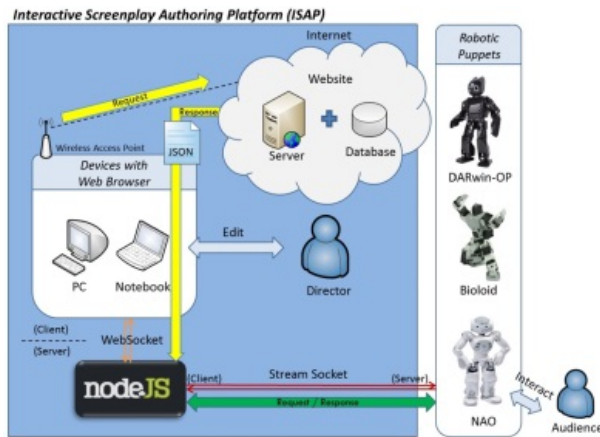 Interactive Screenplay Authoring Platform (ISAP)
Internet
Website
Server
Database
Request
Response
JSON
Wireless Access Point
Devices with
Web Browser
PC
Notebook
Edit
Director
(Client)
(Server)
WebSocket
nodeJS
(Client)
Stream Socket
(Server)
Request / Response
Robotic
Puppets
DARwin-OP
Bioloid
NAO
Interact
Audience